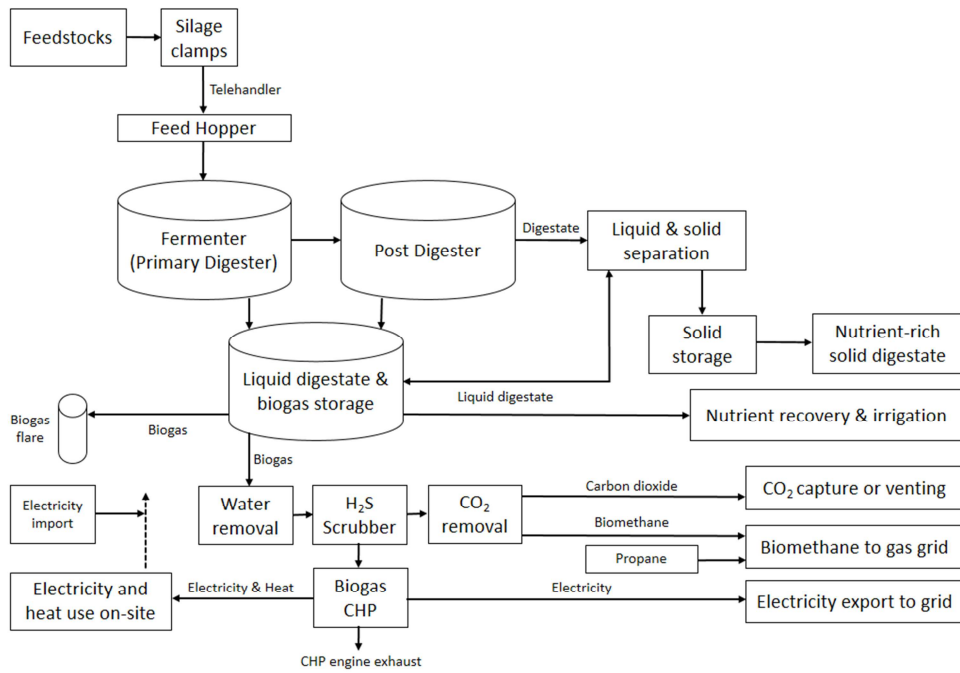 Feedstocks
Silage
clamps
Telehandler
Feed Hopper
Fermenter
(Primary Digester)
Post Digester
Digestate
Liquid & solid
separation
Solid
storage
Nutrient-rich
solid digestate
Liquid digestate &
biogas storage
Liquid digestate
Nutrient recovery & irrigation
Biogas
flare
Biogas
Biogas
Electricity
import
Water
removal
H₂S
Scrubber
CO₂
removal
Carbon dioxide
CO₂ capture or venting
Biomethane
Propane
Biomethane to gas grid
Electricity and
heat use on-site
Electricity & Heat
Biogas
CHP
Electricity
Electricity export to grid
CHP engine exhaust